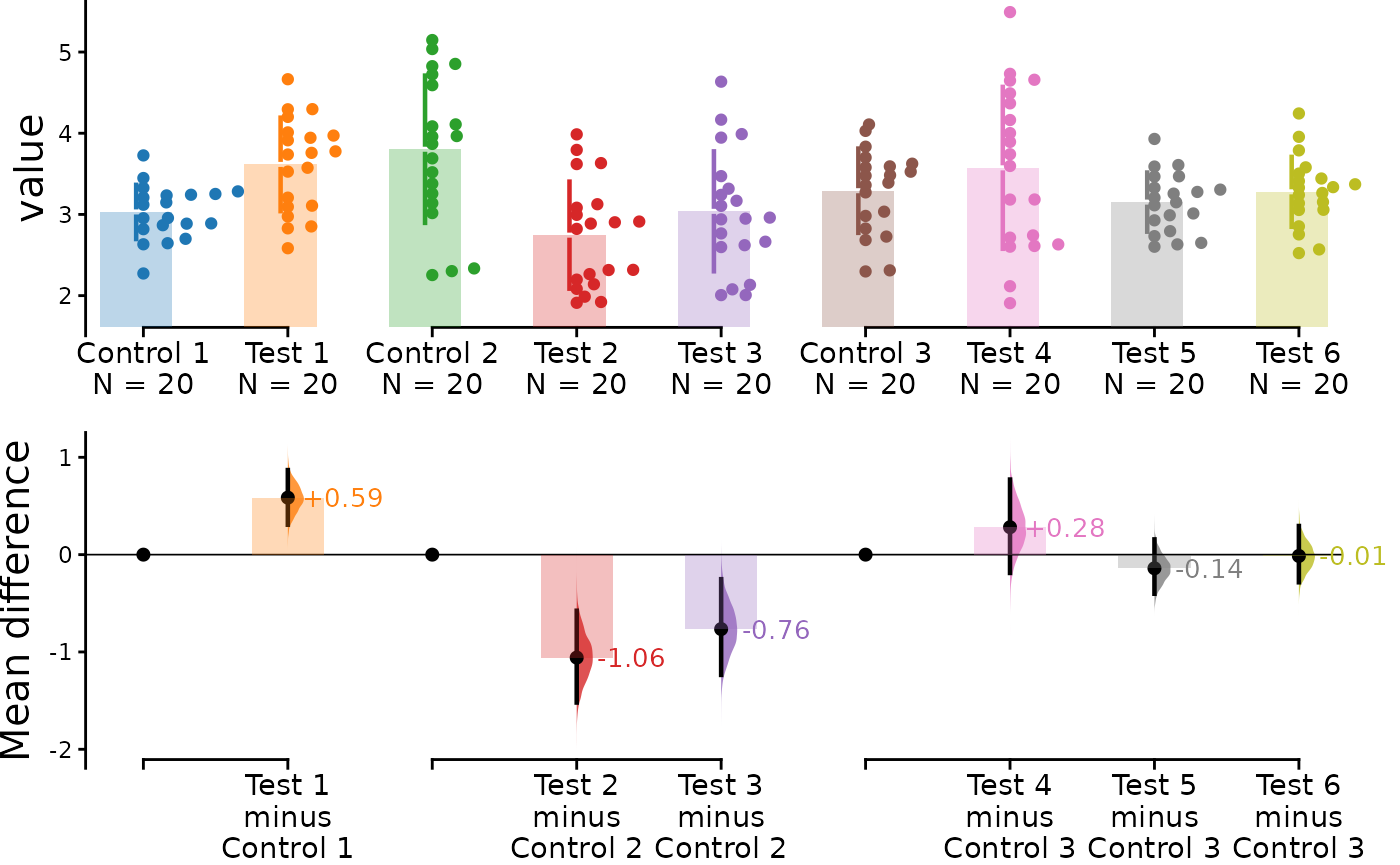 value
5
4
3
2
Control 1 Test 1 Control 2 Test 2 Test 3 Control 3 Test 4 Test 5 Test 6
N = 20 N = 20 N = 20 N = 20 N = 20 N = 20 N = 20 N = 20 N = 20
Mean difference
1
0
-1
-2
+0.59
-1.06
-0.76
+0.28
-0.14
-0.01
Test 1 Test 2 Test 3 Test 4 Test 5 Test 6
minus minus minus minus minus minus
Control 1 Control 2 Control 2 Control 3 Control 3 Control 3